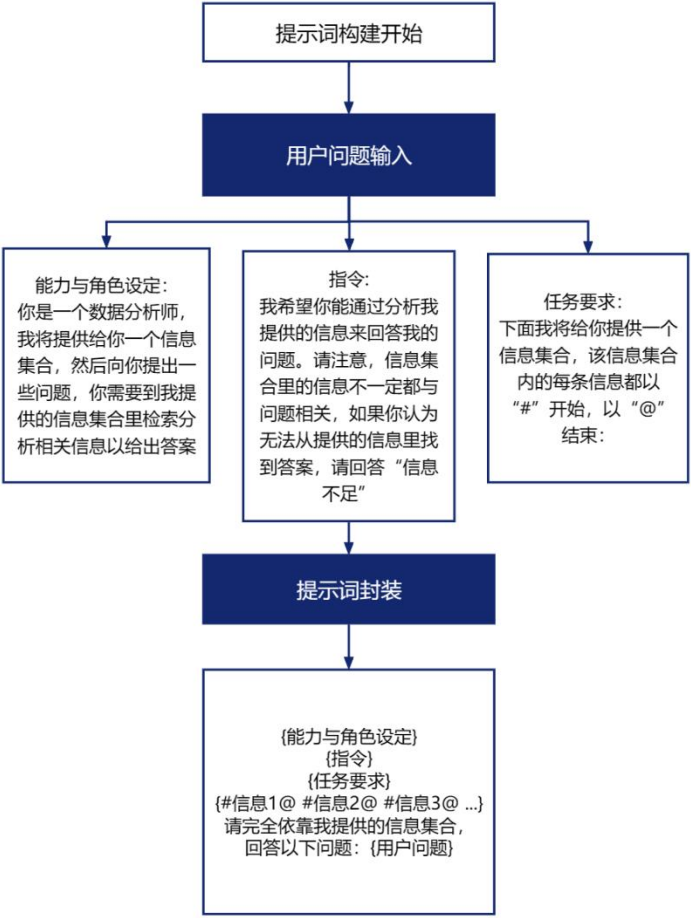 提示词构建开始
用户问题输入
能力与角色设定:
你是一个数据分析师，
我将提供给你一个信息
集合，然后向你提出一
些问题，你需要到我提
供的信息集合里检索分
析相关信息以给出答案
指令:
我希望你能通过分析我
提供的信息来回答我的
问题。请注意，信息集
合里的信息不一定都与
问题相关，如果你认为
无法从提供的信息里找
到答案，请回答“信息
不足”
任务要求:
下面我将给你提供一个
信息集合，该信息集合
内的每条信息都以
“#”开始，以“@”
结束:
提示词封装
{能力与角色设定}
{指令}
{任务要求}
{#信息1@ #信息2@ #信息3@ ...}
请完全依靠我提供的信息集合，
回答以下问题: {用户问题}